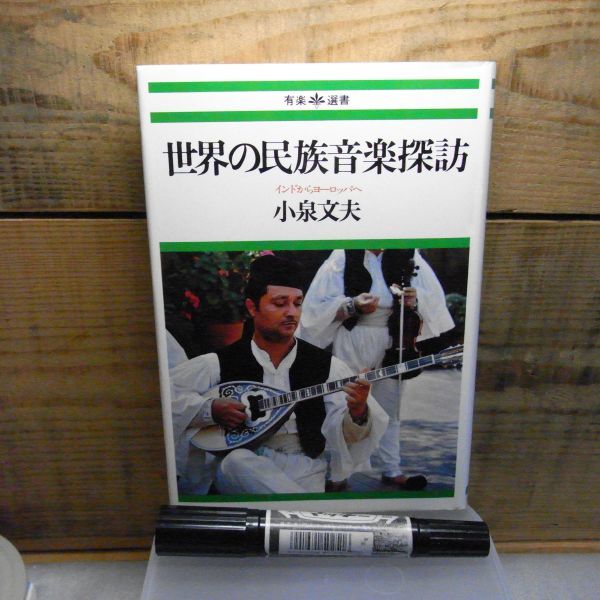 有楽選書
世界の民族音楽探訪
インドからヨーロッパへ
小泉文夫